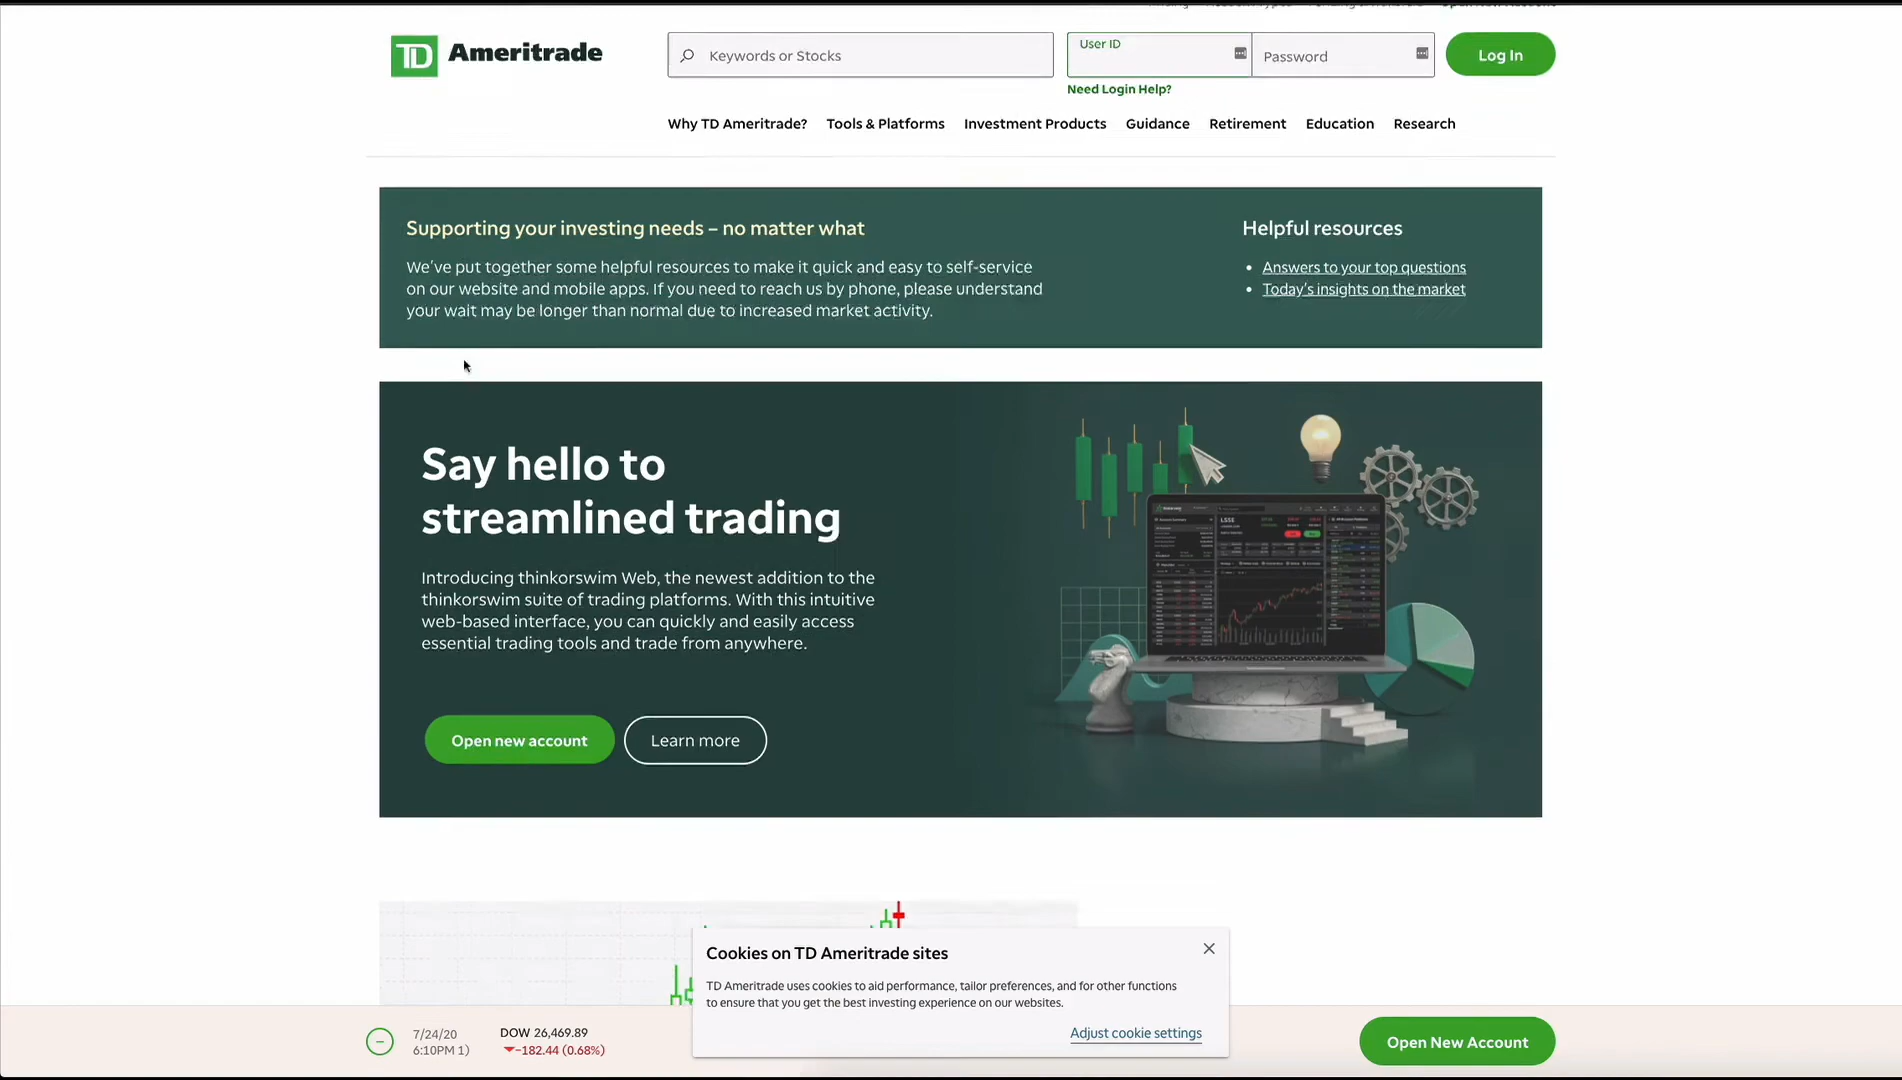 TD Ameritrade
Keywords or Stocks
User ID
Password
Log In
Need Login Help?
Why TD Ameritrade? Tools & Platforms Investment Products Guidance Retirement Education Research
Supporting your investing needs – no matter what
We've put together some helpful resources to make it quick and easy to self-service
on our website and mobile apps. If you need to reach us by phone, please understand
your wait may be longer than normal due to increased market activity.
Helpful resources
• Answers to your top questions
• Today's insights on the market
Say hello to
streamlined trading
Introducing thinkorswim Web, the newest addition to the
thinkorswim suite of trading platforms. With this intuitive
web-based interface, you can quickly and easily access
essential trading tools and trade from anywhere.
Open new account
Learn more
Cookies on TD Ameritrade sites
TD Ameritrade uses cookies to aid performance, tailor preferences, and for other functions
to ensure that you get the best investing experience on our websites.
Adjust cookie settings
7/24/20
6:10PM 1)
DOW 26,469.89
-182.44 (0.68%)
Open New Account